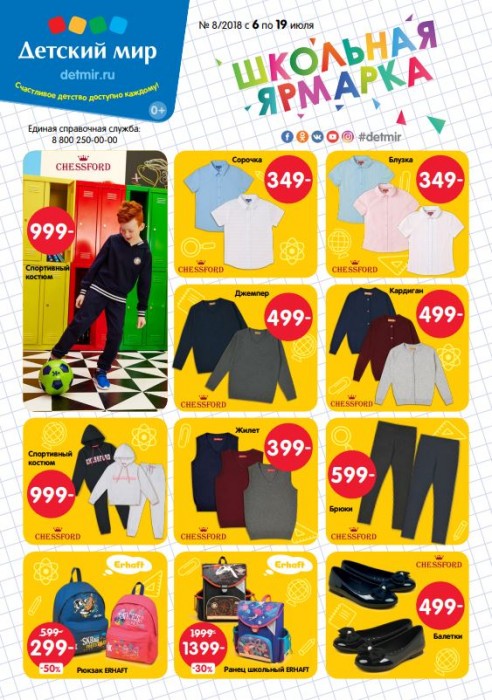 № 8/2018 с 6 по 19 июля
Детский мир
detmir.ru
Счастливое детство доступно каждому!
0+
ШКОЛЬНАЯ
ЯРМАРКА
Единая справочная служба:
8 800 250-00-00
#detmir
CHESSFORD
999-
Спортивный
костюм
Сорочка
349-
CHESSFORD
Блузка
349-
CHESSFORD
Джемпер
499-
CHESSFORD
Кардиган
499-
CHESSFORD
Спортивный
костюм
999-
CHESSFORD
Жилет
399-
CHESSFORD
599-
Брюки
CHESSFORD
Erhaft
599-
299-
-50%
Рюкзак ERHAFT
Erhaft
1999-
1399-
-30%
Ранец школьный ERHAFT
CHESSFORD
499-
Балетки